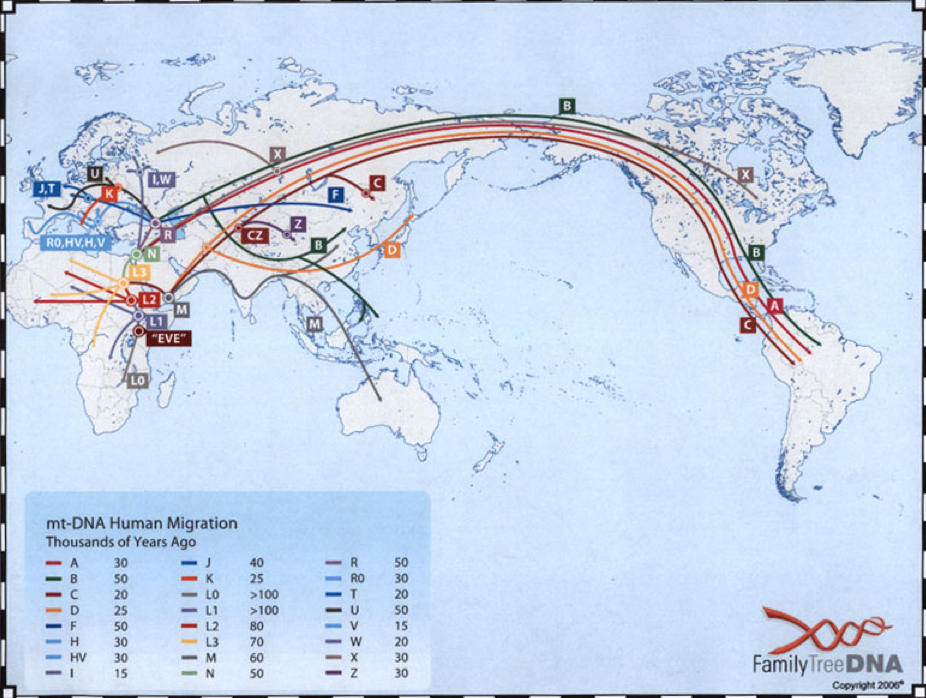 B
X
X
U
I,W
C
J,T
K
F
Z
R
CZ
R0,HV,H,V
B
D
B
N
L3
D
L2
M
A
L1
M
C
"EVE"
L0
mt-DNA Human Migration
Thousands of Years Ago
A 30 J 40 R 50
B 50 K 25 R0 30
C 20 L0 >100 T 20
D 25 L1 >100 U 50
F 50 L2 80 V 15
H 30 L3 70 W 20
HV 30 M 60 X 30
I 15 N 50 Z 30
FamilyTreeDNA
Copyright 2006©